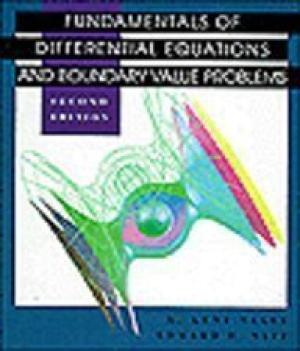 FUNDAMENTALS OF
DIFFERENTIAL EQUATIONS
AND BOUNDARY VALUE PROBLEMS
SECOND
EDITION